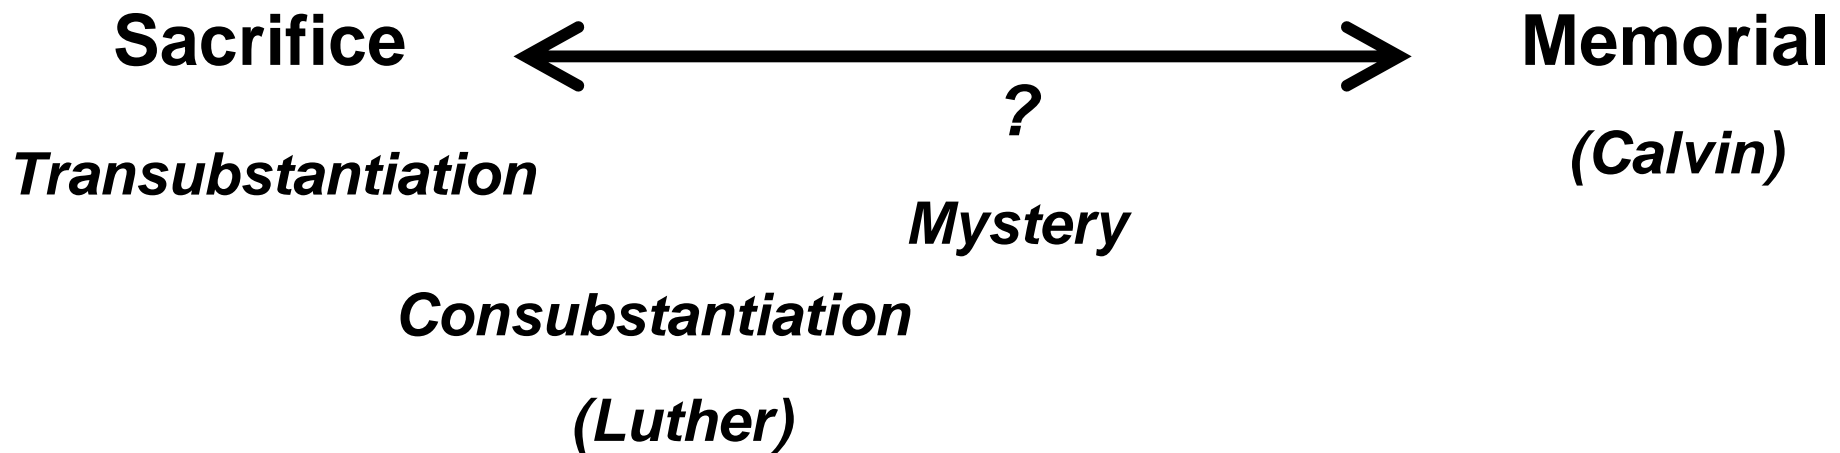 Sacrifice Memorial
?
(Calvin)
Transubstantiation
Mystery
Consubstantiation
(Luther)